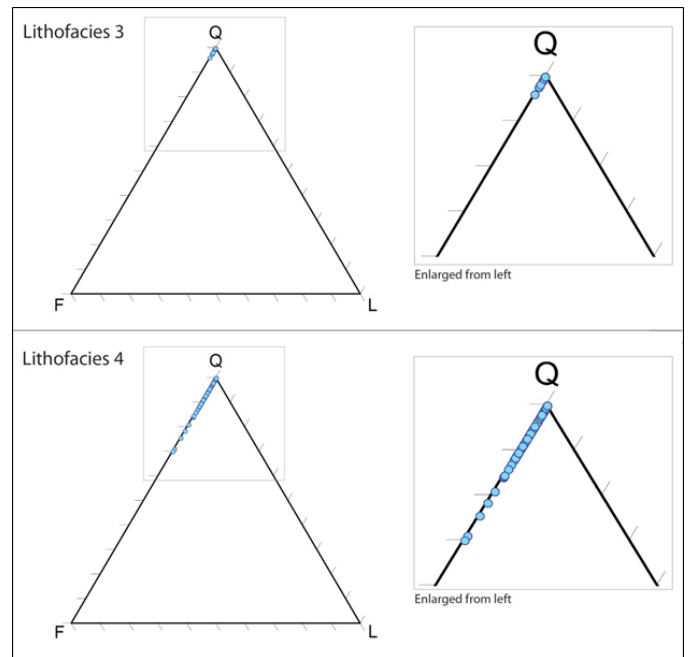 Lithofacies 3
Q
Q
F
L
Enlarged from left
Lithofacies 4
Q
Q
F
L
Enlarged from left